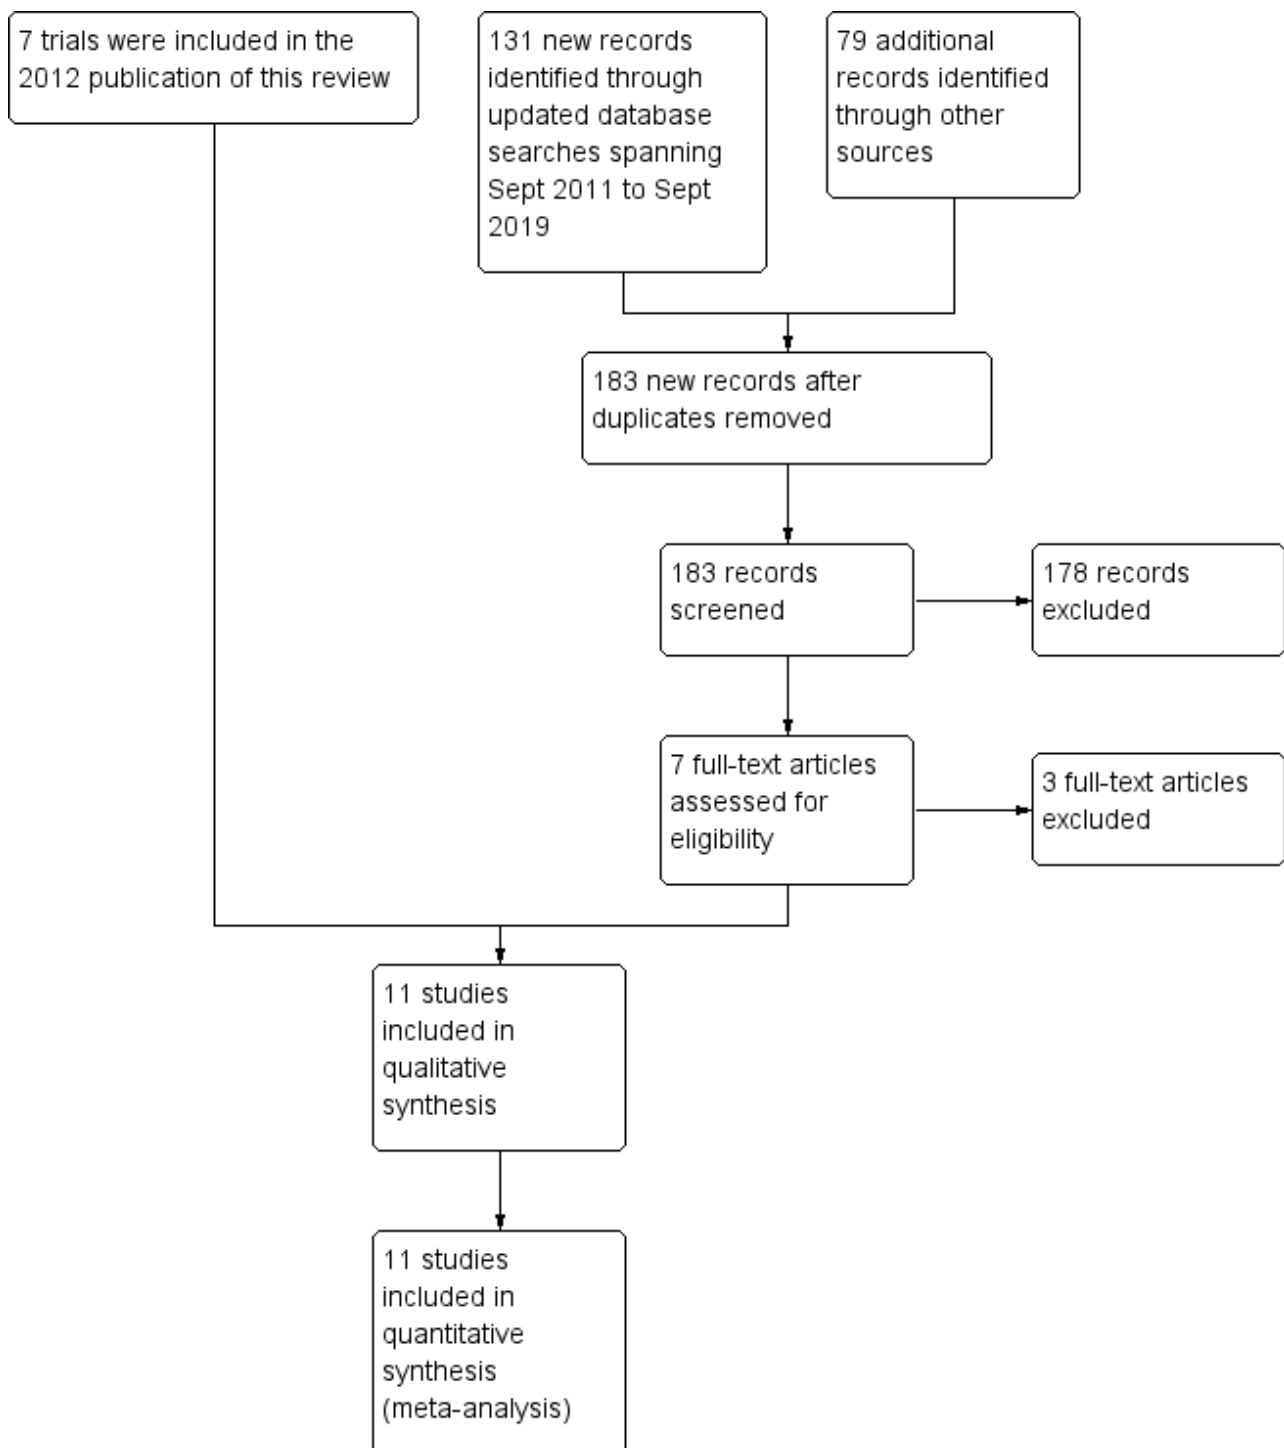 7 trials were included in the
2012 publication of this review
131 new records
identified through
updated database
searches spanning
Sept 2011 to Sept
2019
79 additional
records identified
through other
sources
183 new records after
duplicates removed
183 records
screened
178 records
excluded
7 full-text articles
assessed for
eligibility
3 full-text articles
excluded
11 studies
included in
qualitative
synthesis
11 studies
included in
quantitative
synthesis
(meta-analysis)